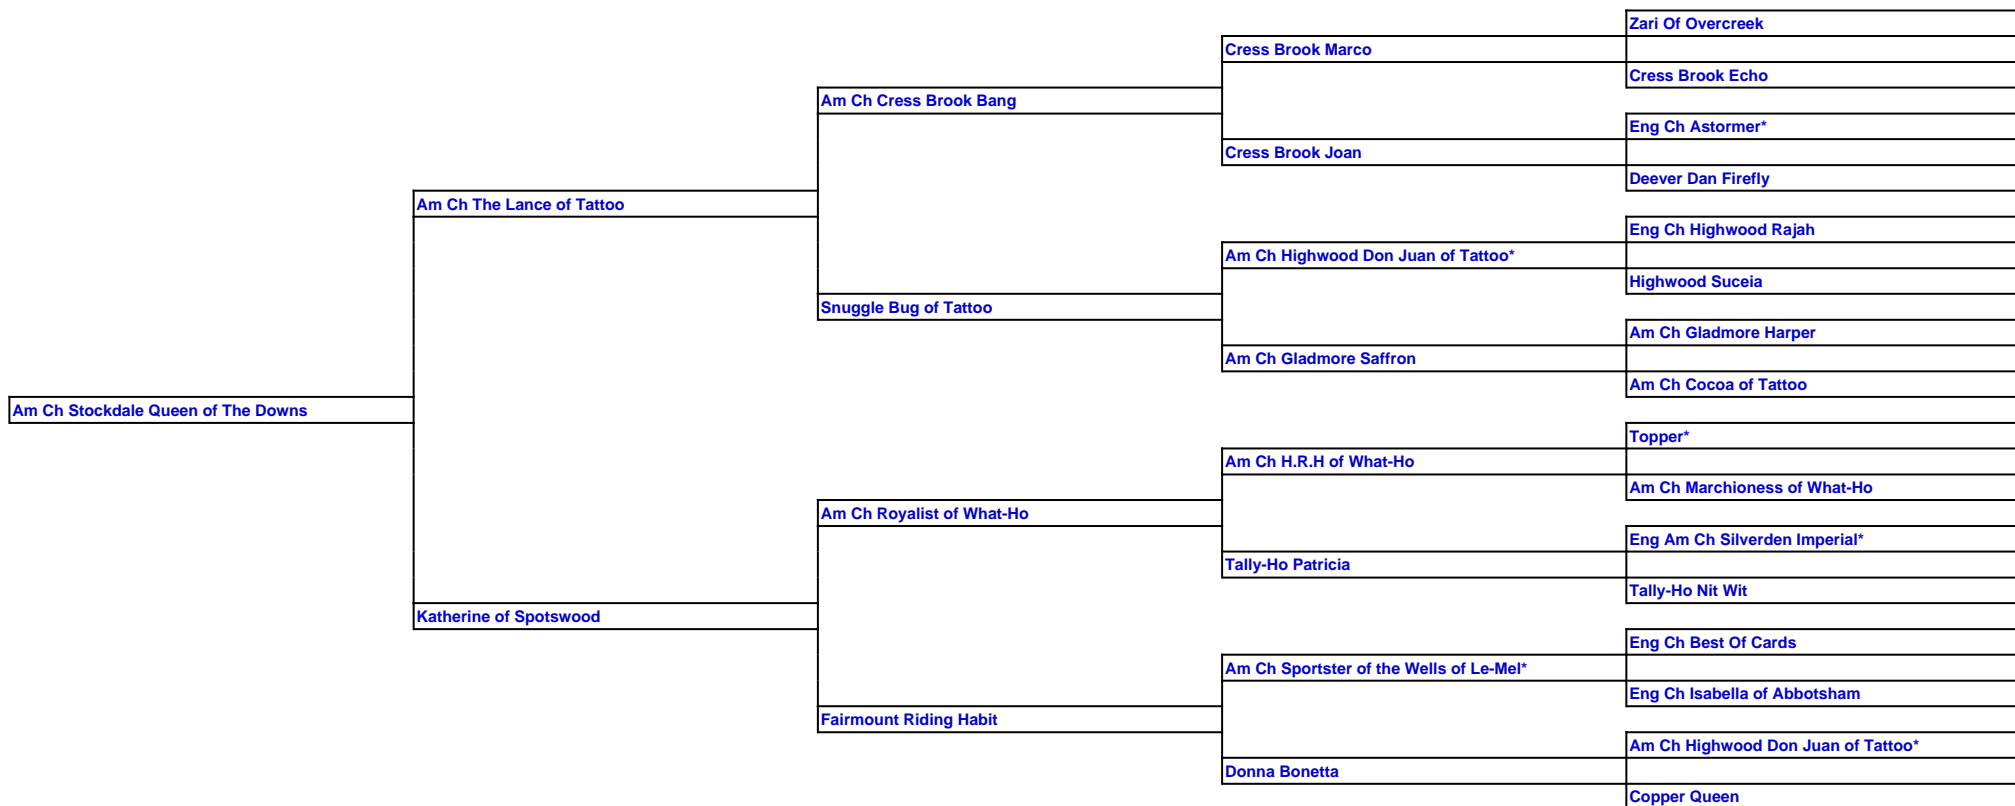 Zari Of Overcreek
Cress Brook Marco
Cress Brook Echo
Am Ch Cress Brook Bang
Eng Ch Astormer*
Cress Brook Joan
Deever Dan Firefly
Am Ch The Lance of Tattoo
Eng Ch Highwood Rajah
Am Ch Highwood Don Juan of Tattoo*
Highwood Suceia
Snuggle Bug of Tattoo
Am Ch Gladmore Harper
Am Ch Gladmore Saffron
Am Ch Cocoa of Tattoo
Am Ch Stockdale Queen of The Downs
Topper*
Am Ch H.R.H of What-Ho
Am Ch Marchioness of What-Ho
Am Ch Royalist of What-Ho
Eng Am Ch Silverden Imperial*
Tally-Ho Patricia
Tally-Ho Nit Wit
Katherine of Spotswood
Eng Ch Best Of Cards
Am Ch Sportster of the Wells of Le-Mel*
Eng Ch Isabella of Abbotsham
Fairmount Riding Habit
Am Ch Highwood Don Juan of Tattoo*
Donna Bonetta
Copper Queen